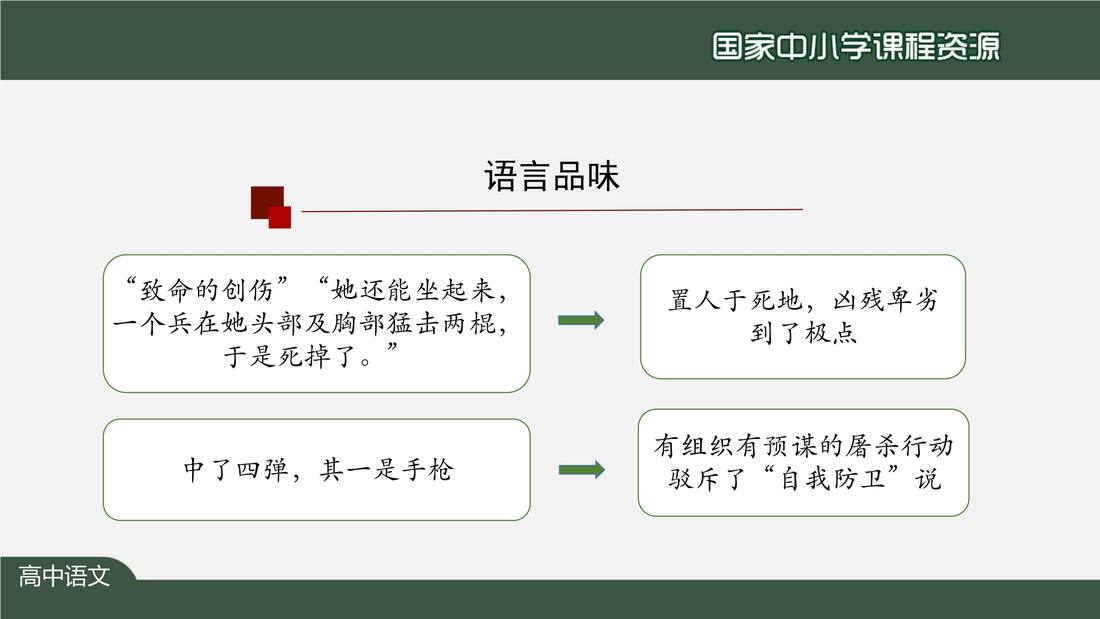 国家中小学课程资源
语言品味
“致命的创伤” “她还能坐起来，
一个兵在她头部及胸部猛击两棍，
于是死掉了。”
置人于死地，凶残卑劣
到了极点
中了四弹，其一是手枪
有组织有预谋的屠杀行动
驳斥了“自我防卫”说
高中语文